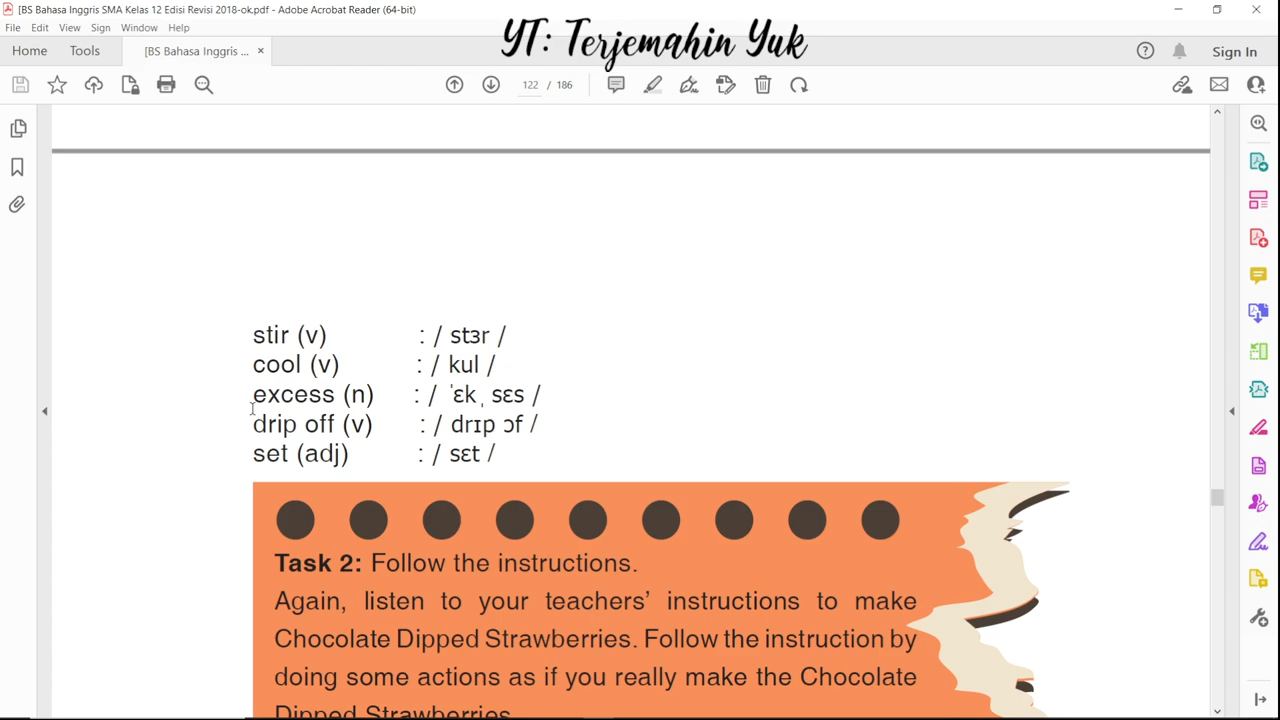 [BS Bahasa Inggris SMA Kelas 12 Edisi Revisi 2018-ok.pdf - Adobe Acrobat Reader (64-bit)
YT: Terjemahin Yuk
File Edit View Sign Window Help
Home Tools [BS Bahasa Inggris ... × Sign In
122 / 186
stir (v) : / stɜr /
cool (v) : / kul /
excess (n) : / ˈɛkˌsɛs /
drip off (v) : / drɪp ɔf /
set (adj) : / sɛt /
Task 2: Follow the instructions.
Again, listen to your teachers’ instructions to make
Chocolate Dipped Strawberries. Follow the instruction by
doing some actions as if you really make the Chocolate
Dipped Strawberries.